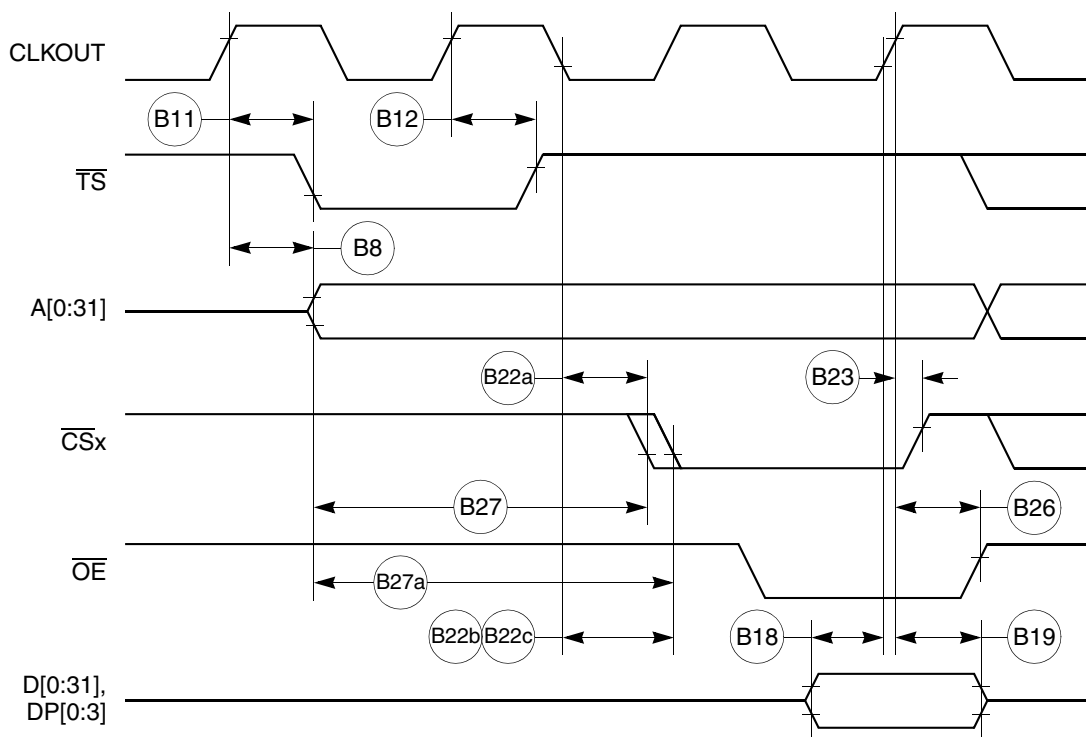 CLKOUT
B11
B12
TS
B8
A[0:31]
B22a
B23
CSx
B27
B26
OE
B27a
B22b
B22c
B18
B19
D[0:31],
DP[0:3]